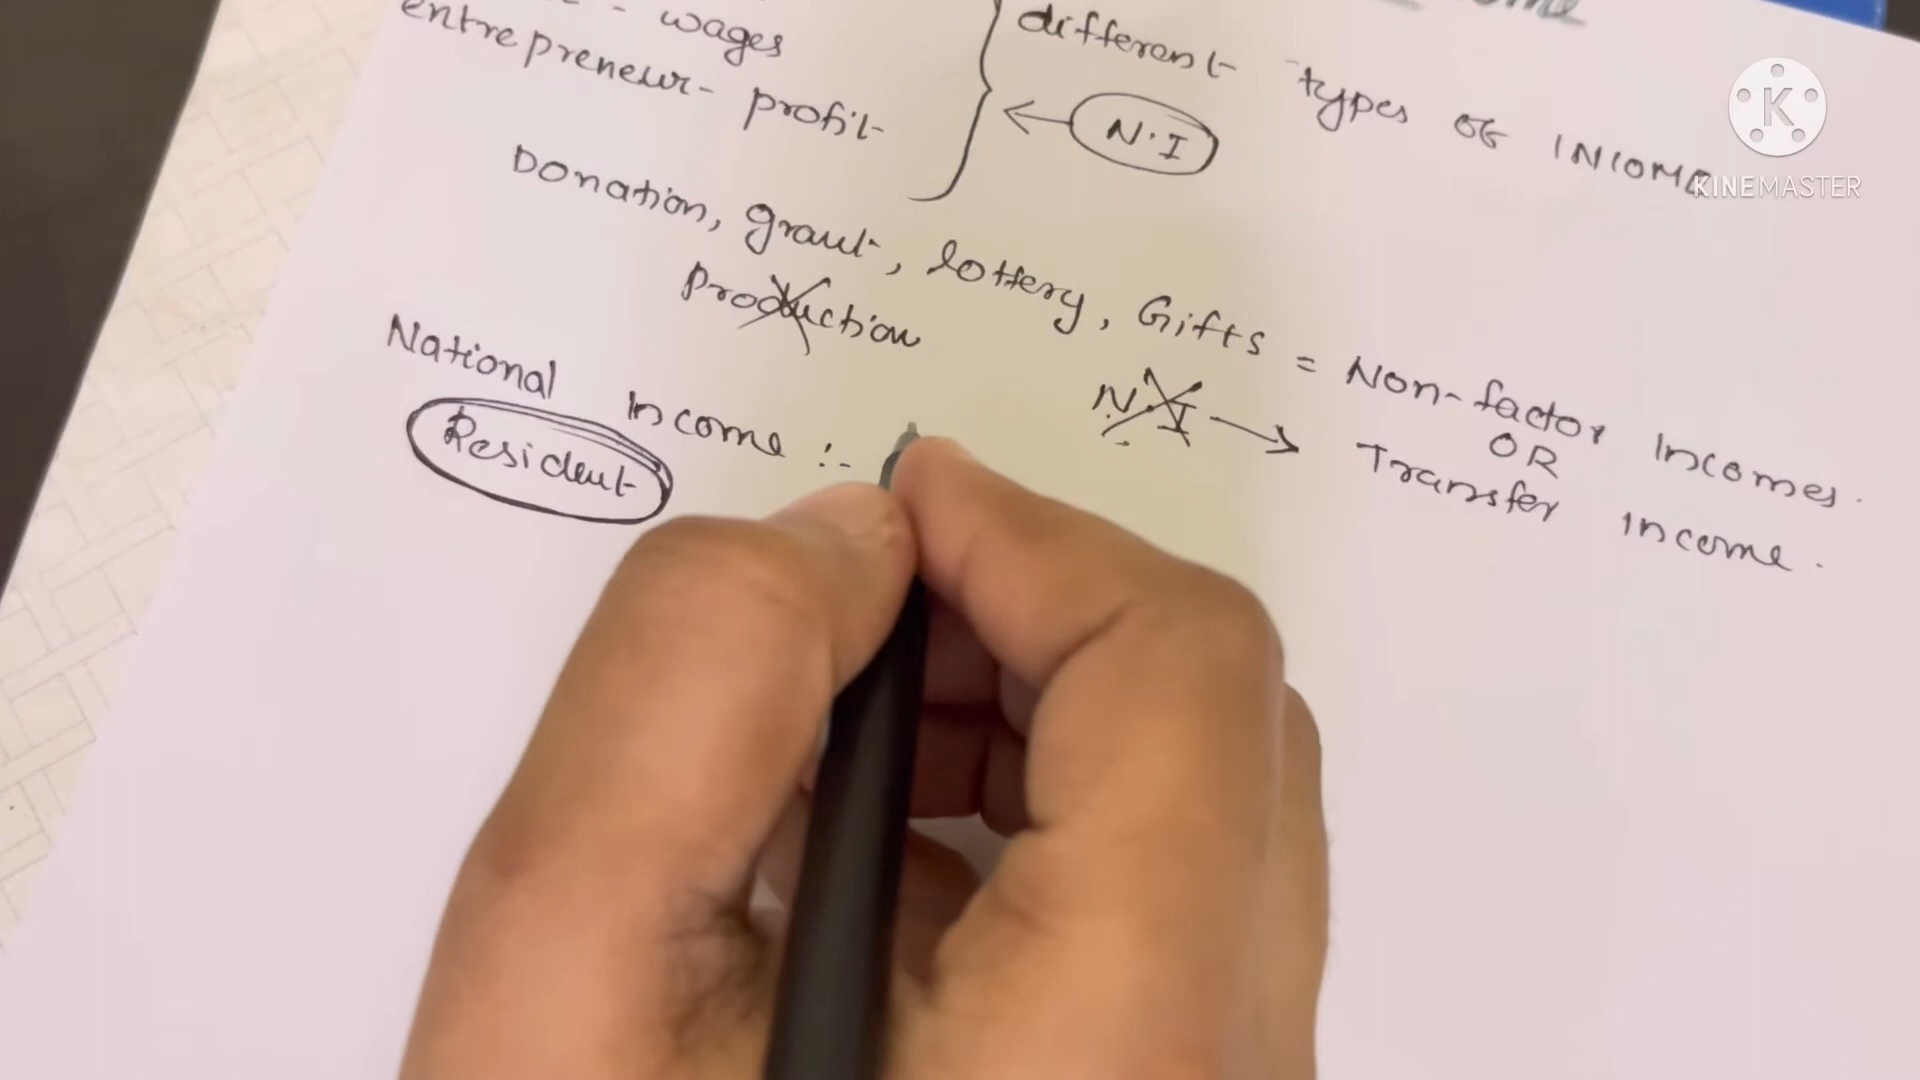 - wages
entrepreneur- profit
different types of INCOME
N.I
Donation, grant, lottery, Gifts = Non-factor Incomes.
Production
OR
N.I → Transfer Income.
National Income :-
Resident
KINEMASTER